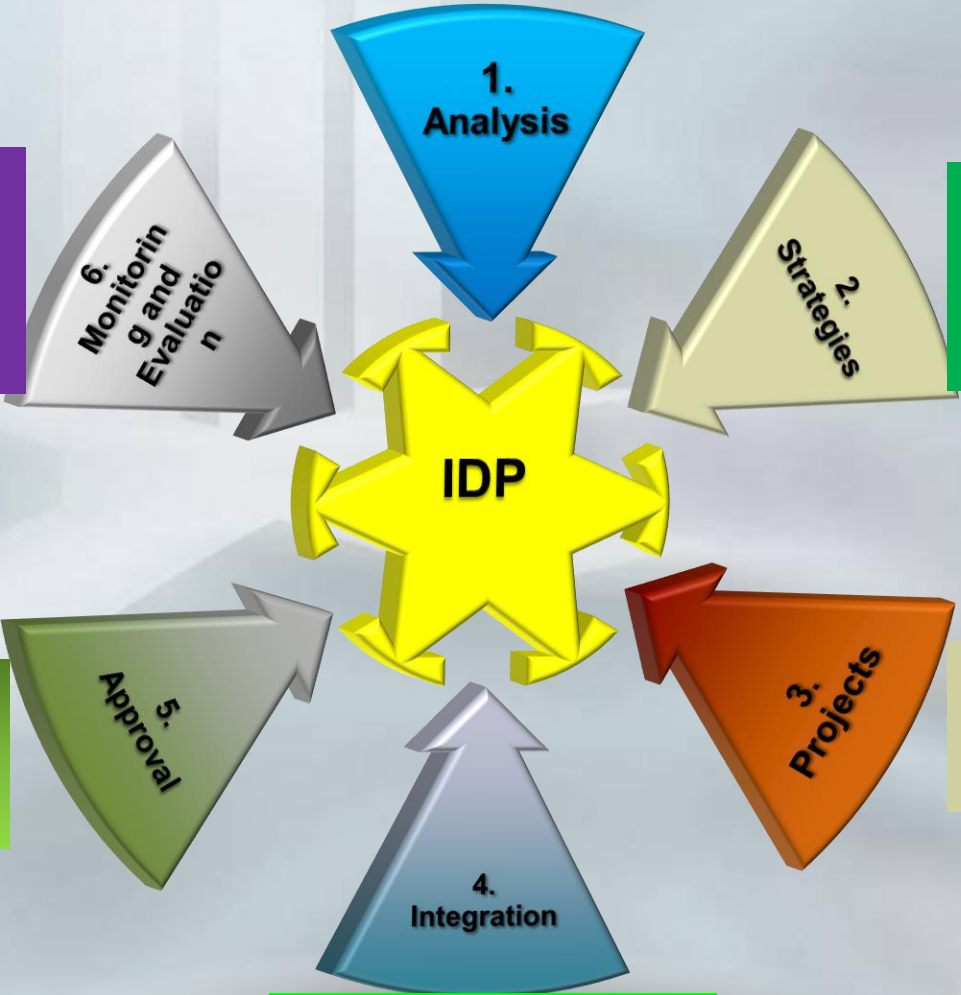 1.
Analysis
2.
Strategies
3.
Projects
4.
Integration
5.
Approval
6.
Monitorin
g and
Evaluatio
n
IDP